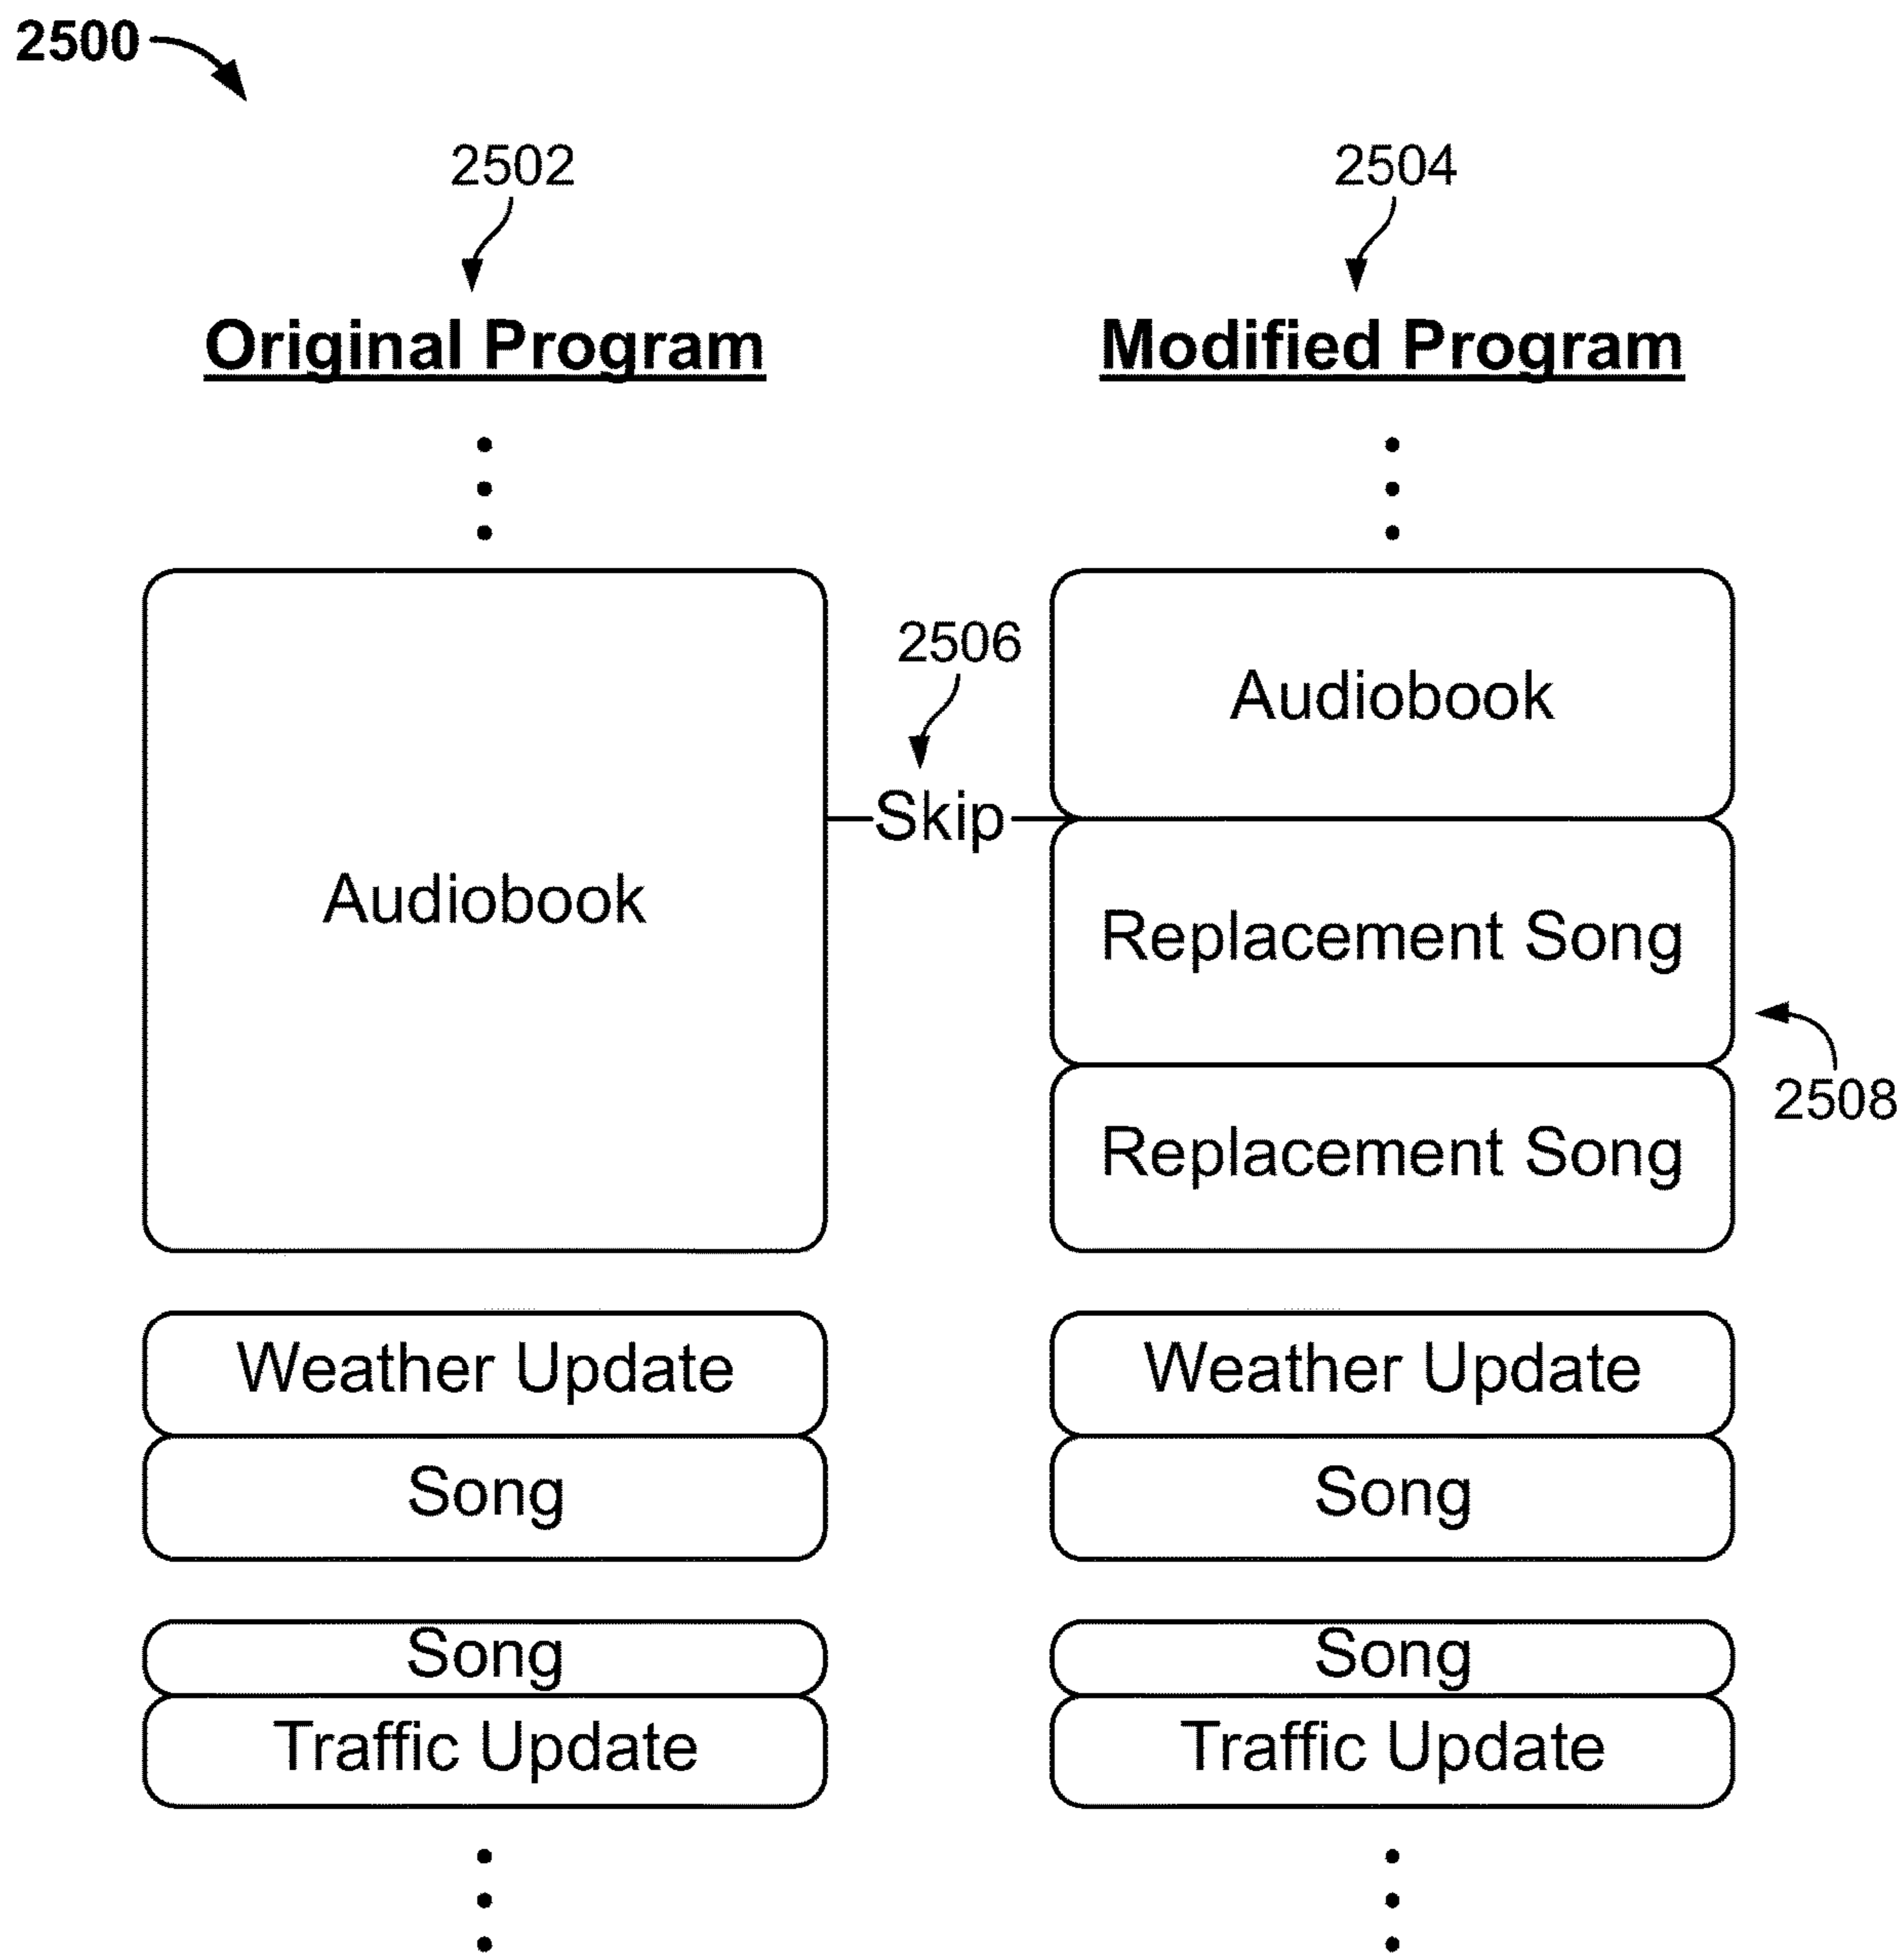 2500
2502
2504
Original Program
Modified Program
2506
Audiobook
Skip
Audiobook
Replacement Song
2508
Replacement Song
Weather Update
Weather Update
Song
Song
Song
Song
Traffic Update
Traffic Update